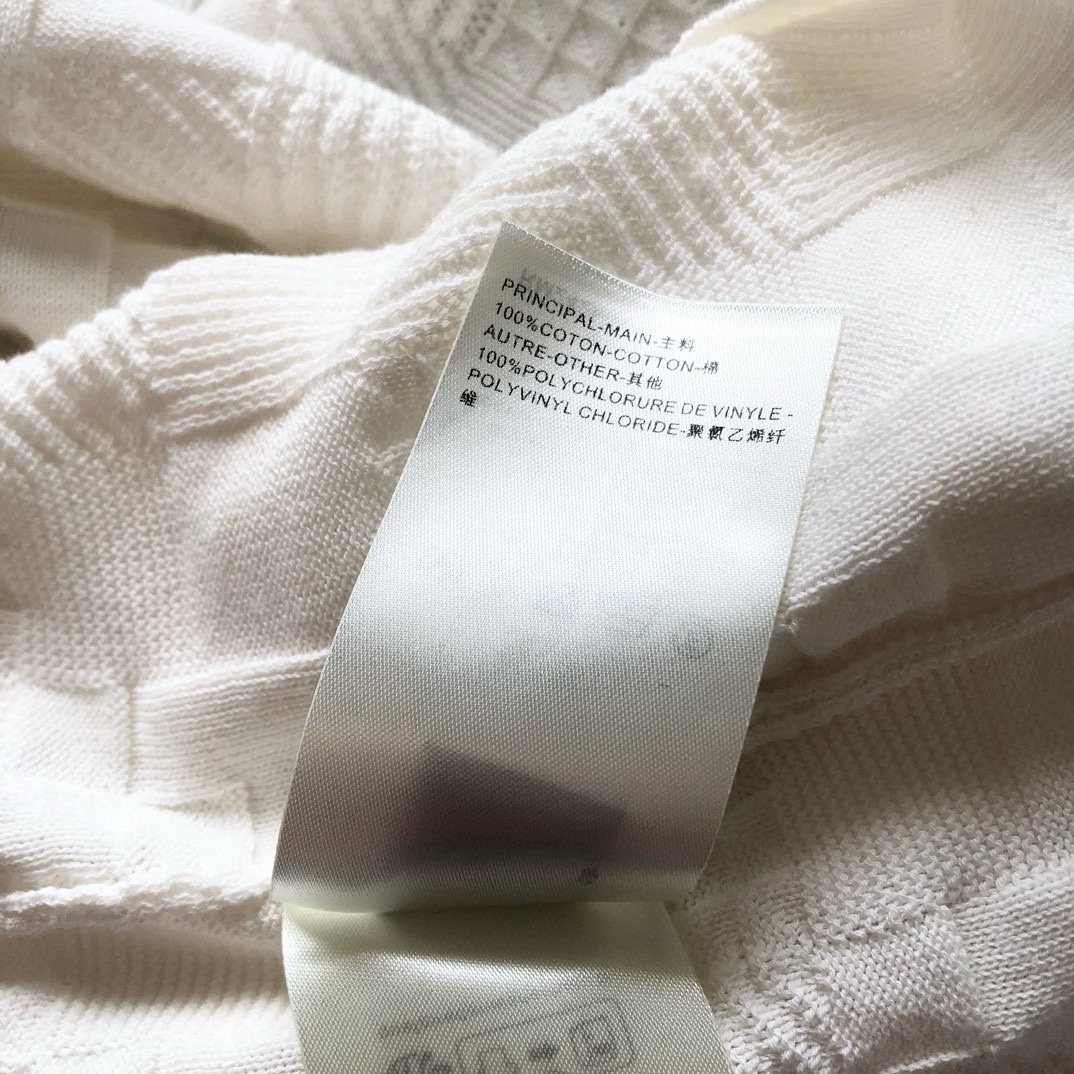 PRINCIPAL-MAIN-主料
100%COTON-COTTON-棉
AUTRE-OTHER-其他
100%POLYCHLORURE DE VINYLE -
POLYVINYL CHLORIDE-聚氯乙烯纤
维